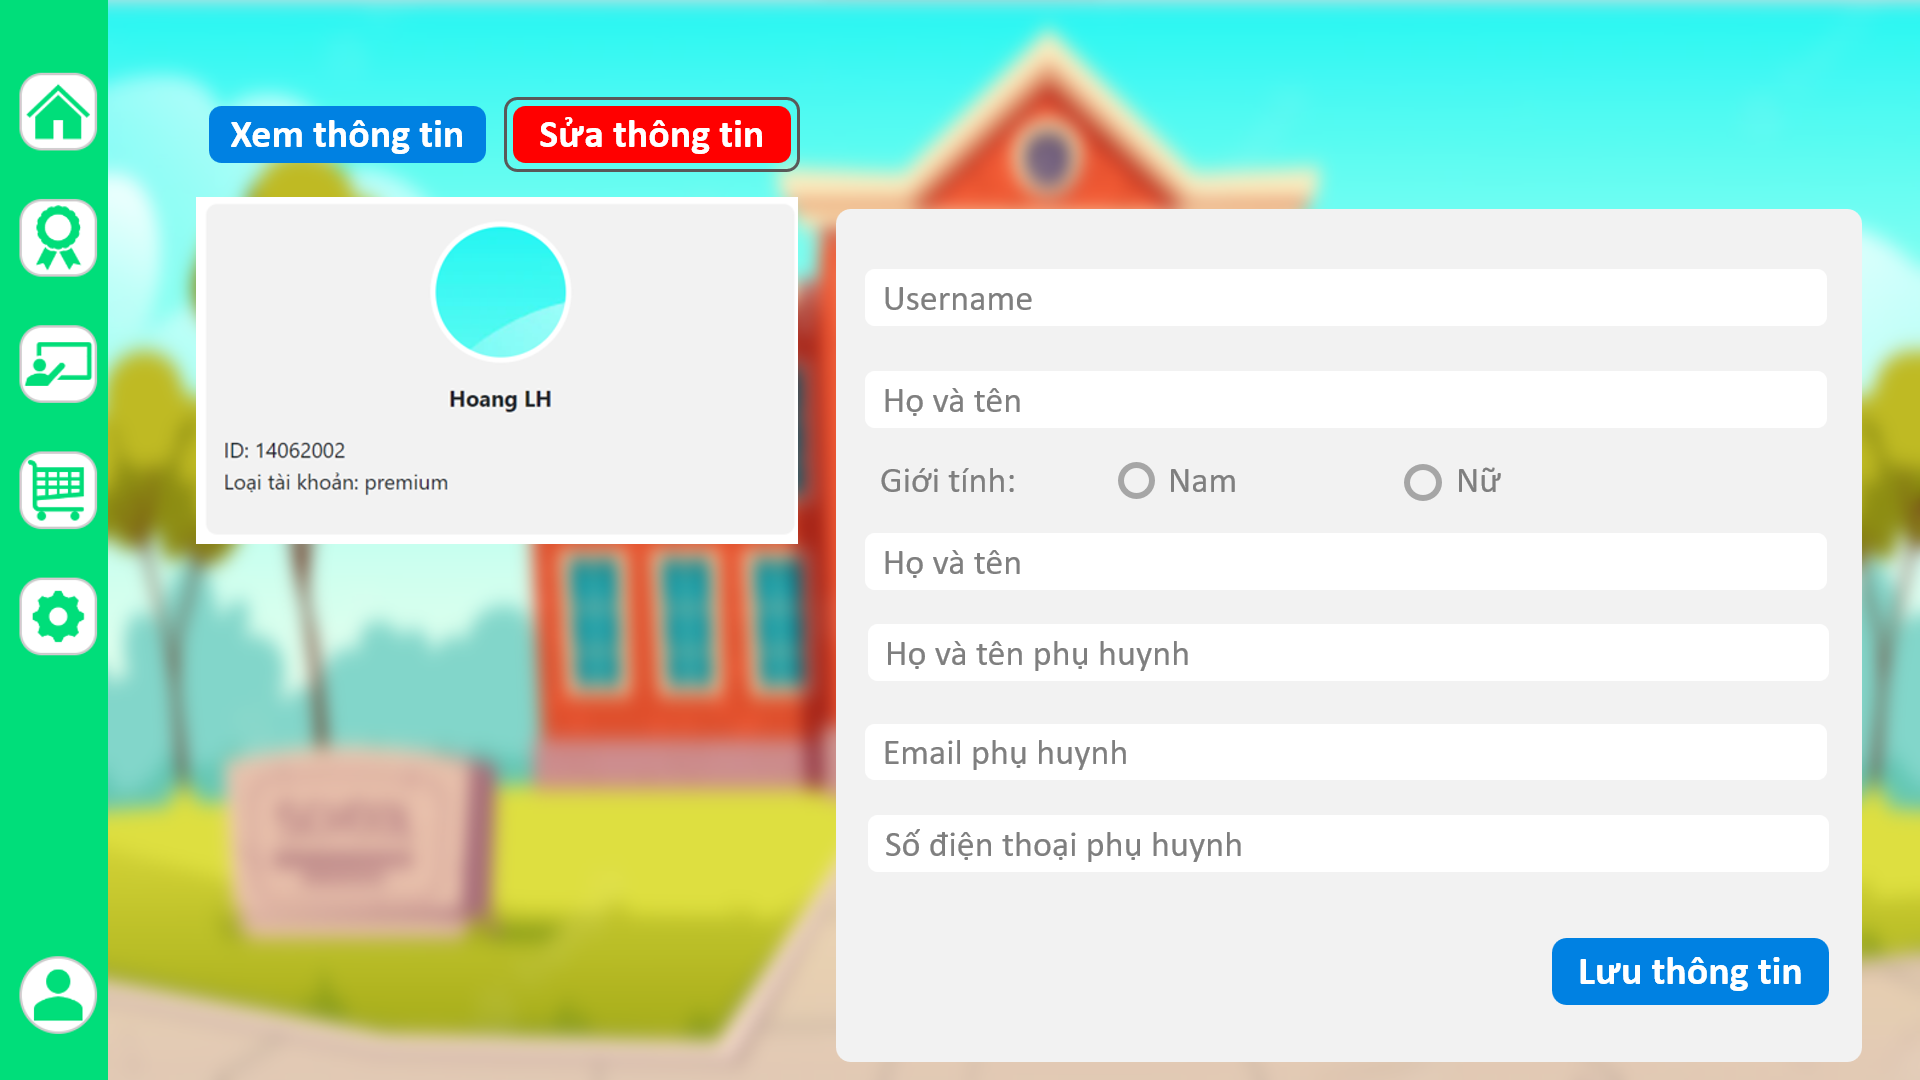 Xem thông tin
Sửa thông tin
Hoang LH
ID: 14062002
Loại tài khoản: premium
Username
Họ và tên
Giới tính:
Nam
Nữ
Họ và tên
Họ và tên phụ huynh
Email phụ huynh
Số điện thoại phụ huynh
Lưu thông tin